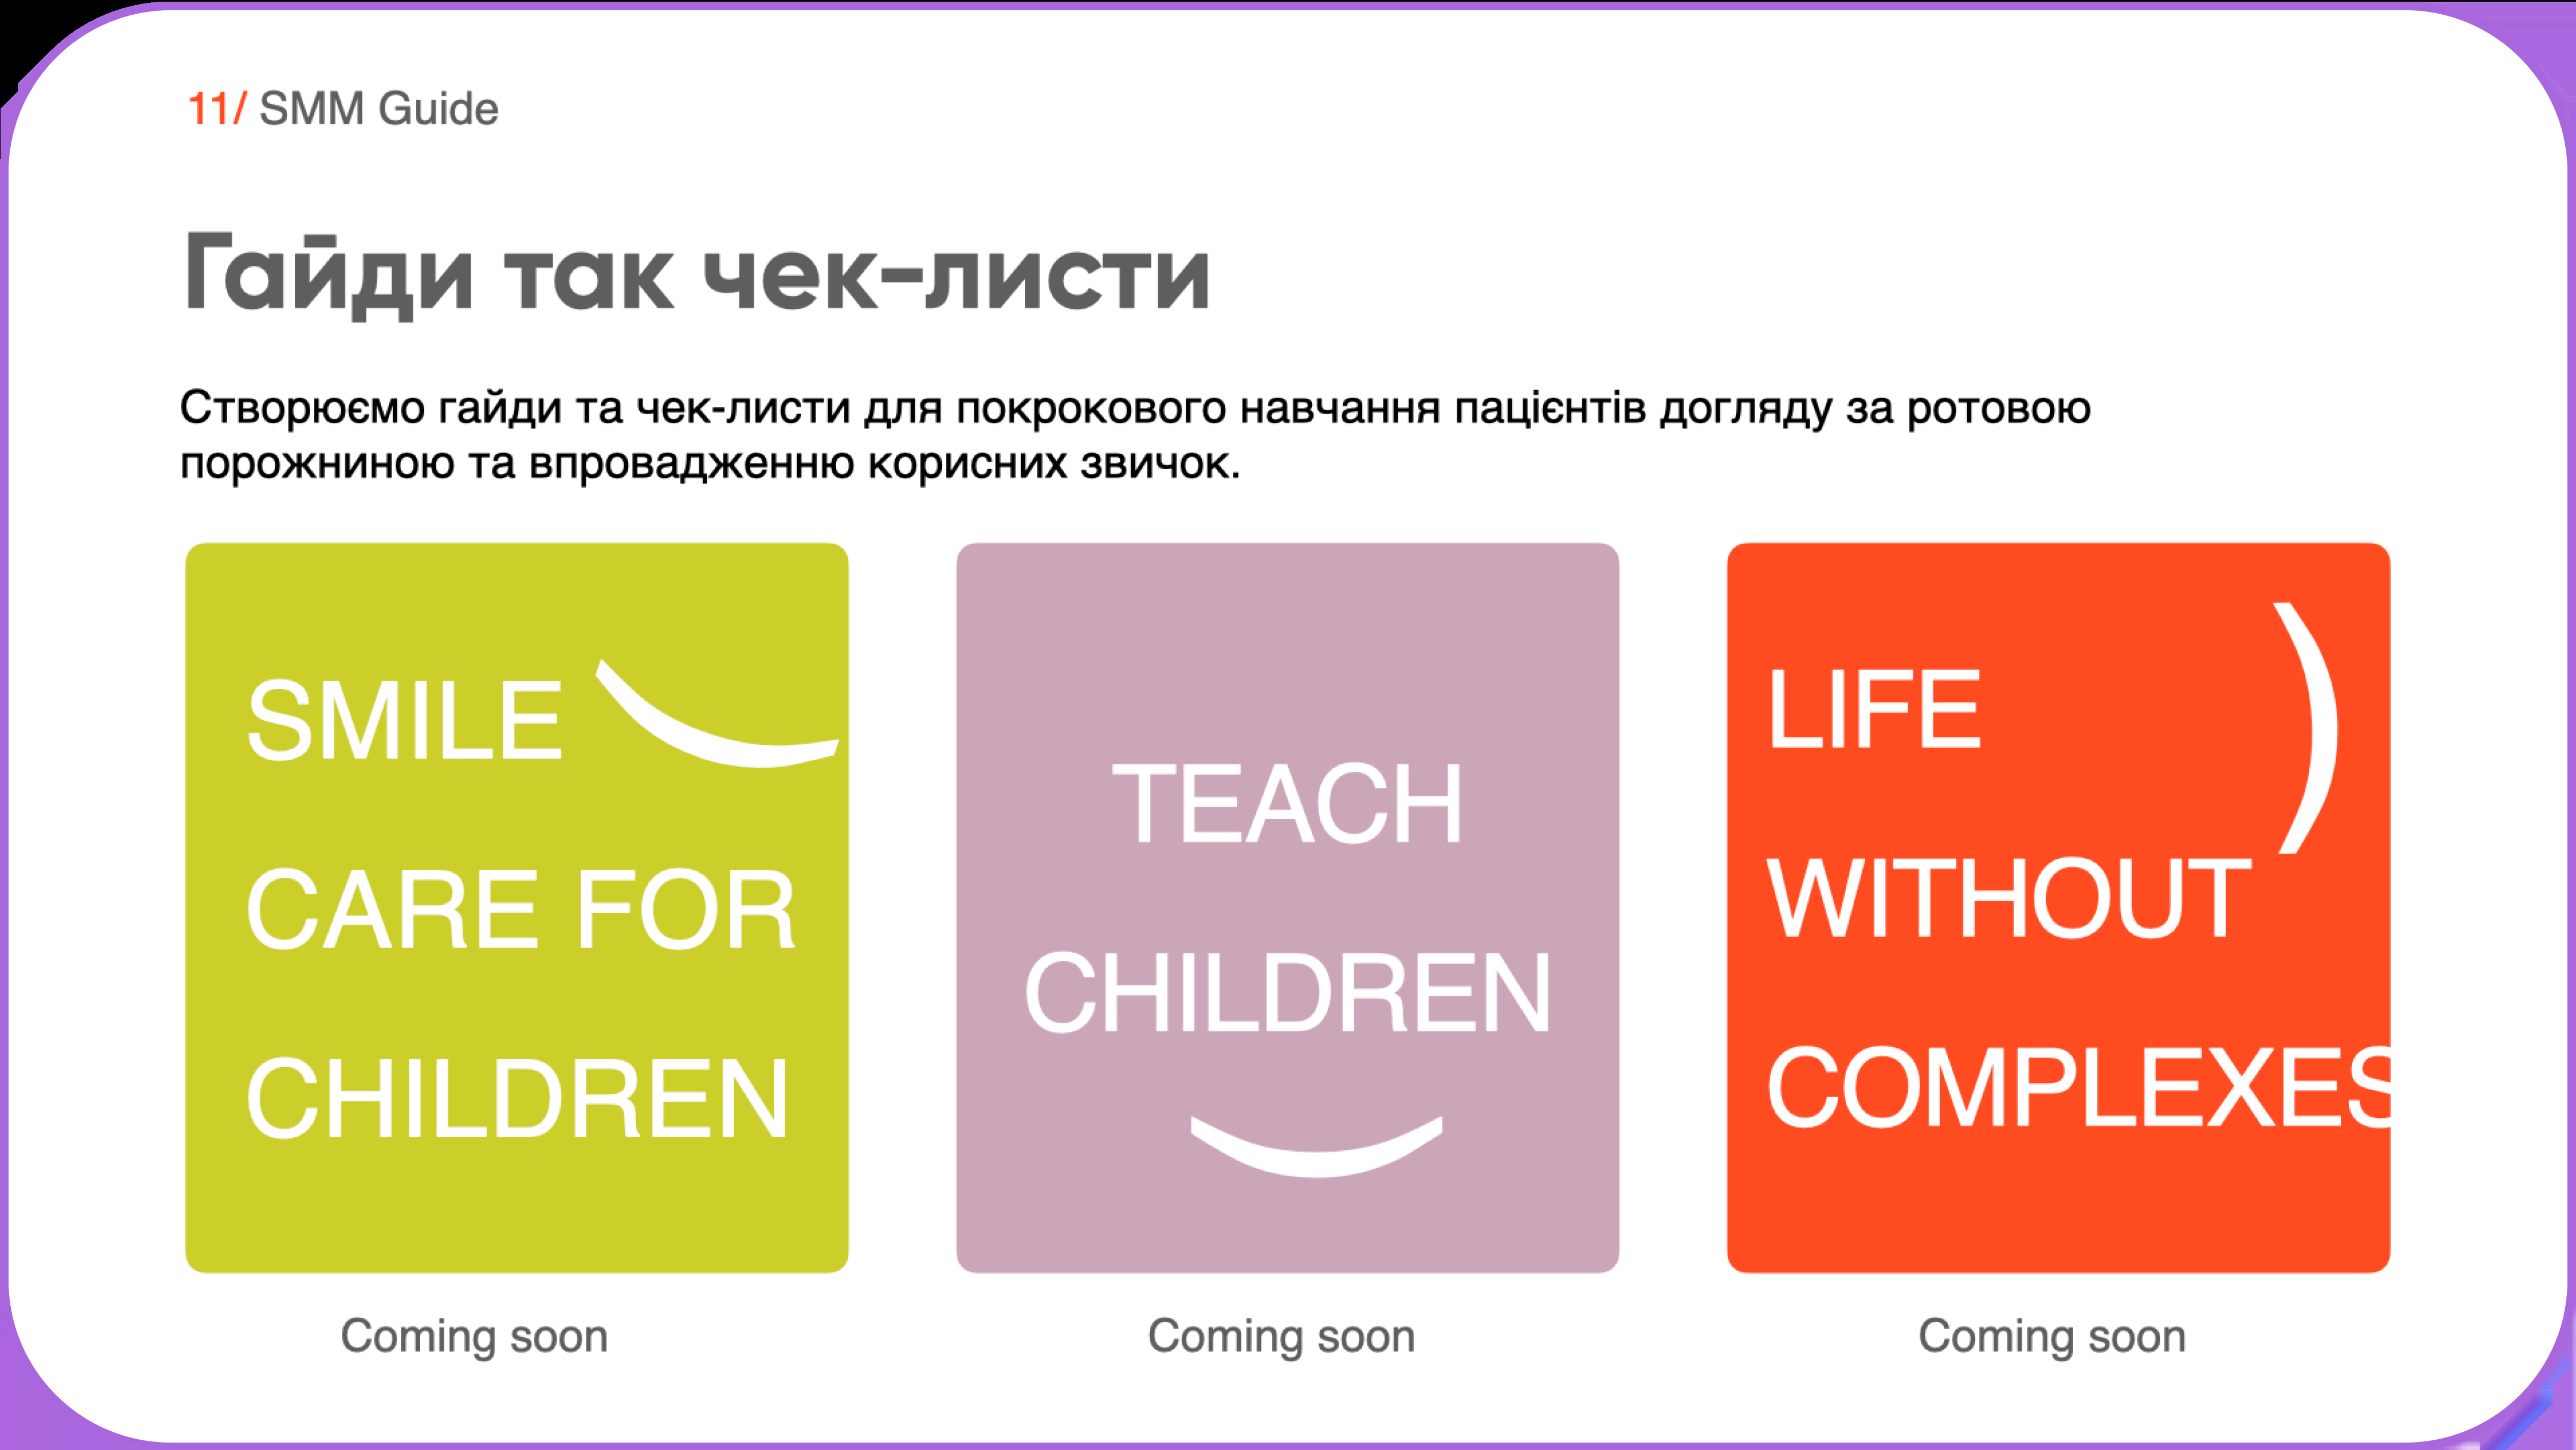 11/ SMM Guide
Гайди так чек-листи
Створюємо гайди та чек-листи для покрокового навчання пацієнтів догляду за ротовою
порожниною та впровадженню корисних звичок.
SMILE
CARE FOR
CHILDREN
Coming soon
TEACH
CHILDREN
Coming soon
LIFE
WITHOUT
COMPLEXES
Coming soon